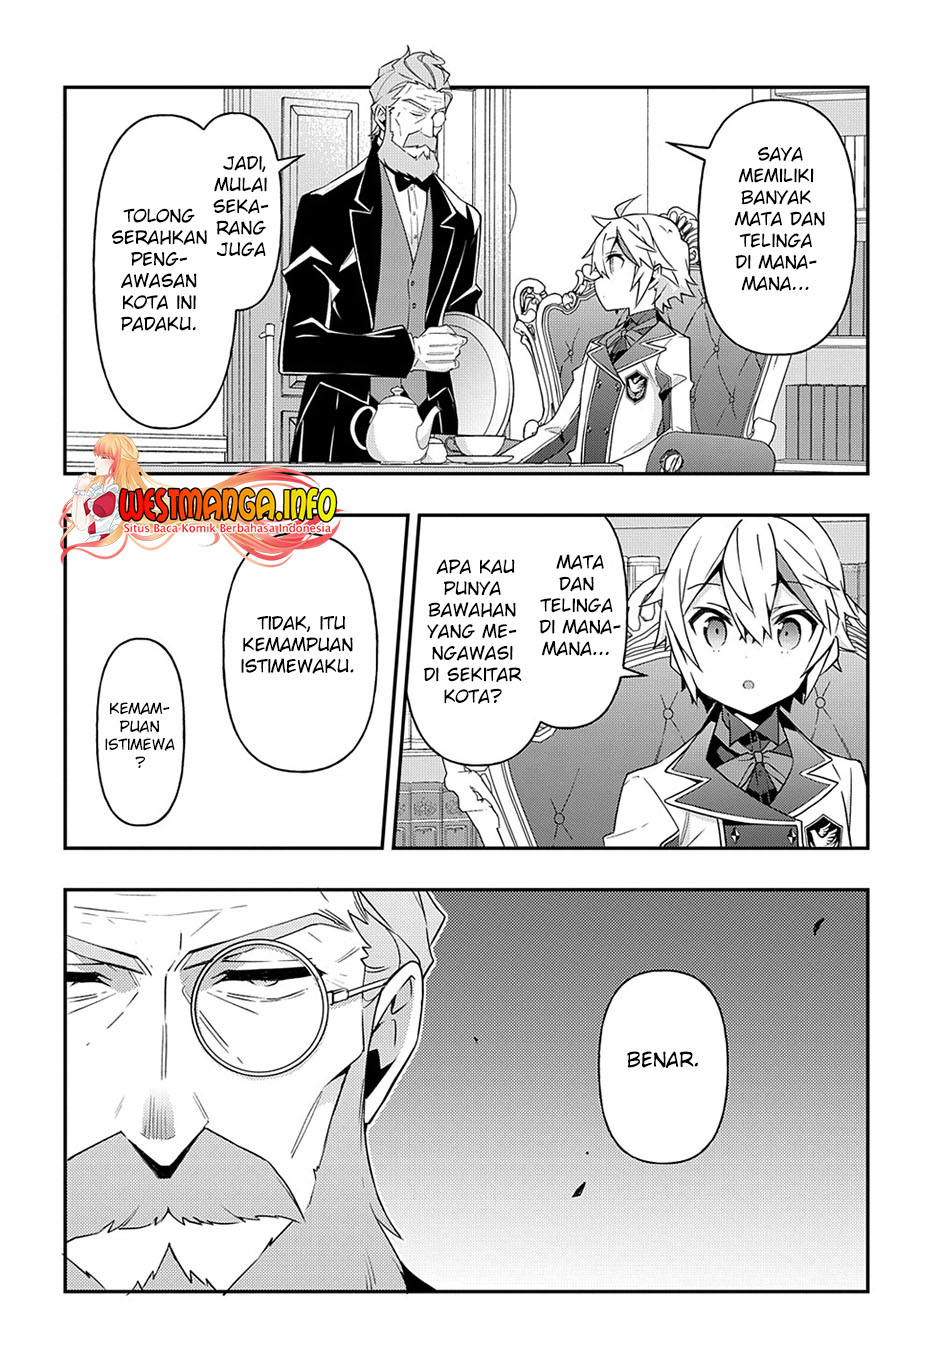 SAYA
MEMILIKI
BANYAK
MATA DAN
TELINGA
DI MANA-
MANA...
JADI,
MULAI
SEKA-
RANG
JUGA
TOLONG
SERAHKAN
PENG-
AWASAN
KOTA INI
PADAKU.
WESTMANGA.INFO
Situs Baca Komik Berbahasa Indonesia
MATA
DAN
TELINGA
DI MANA-
MANA...
APA KAU
PUNYA
BAWAHAN
YANG ME-
NGAWASI
DI SEKITAR
KOTA?
TIDAK, ITU
KEMAMPUAN
ISTIMEWAKU.
KEMAM-
PUAN
ISTIMEWA
?
BENAR.